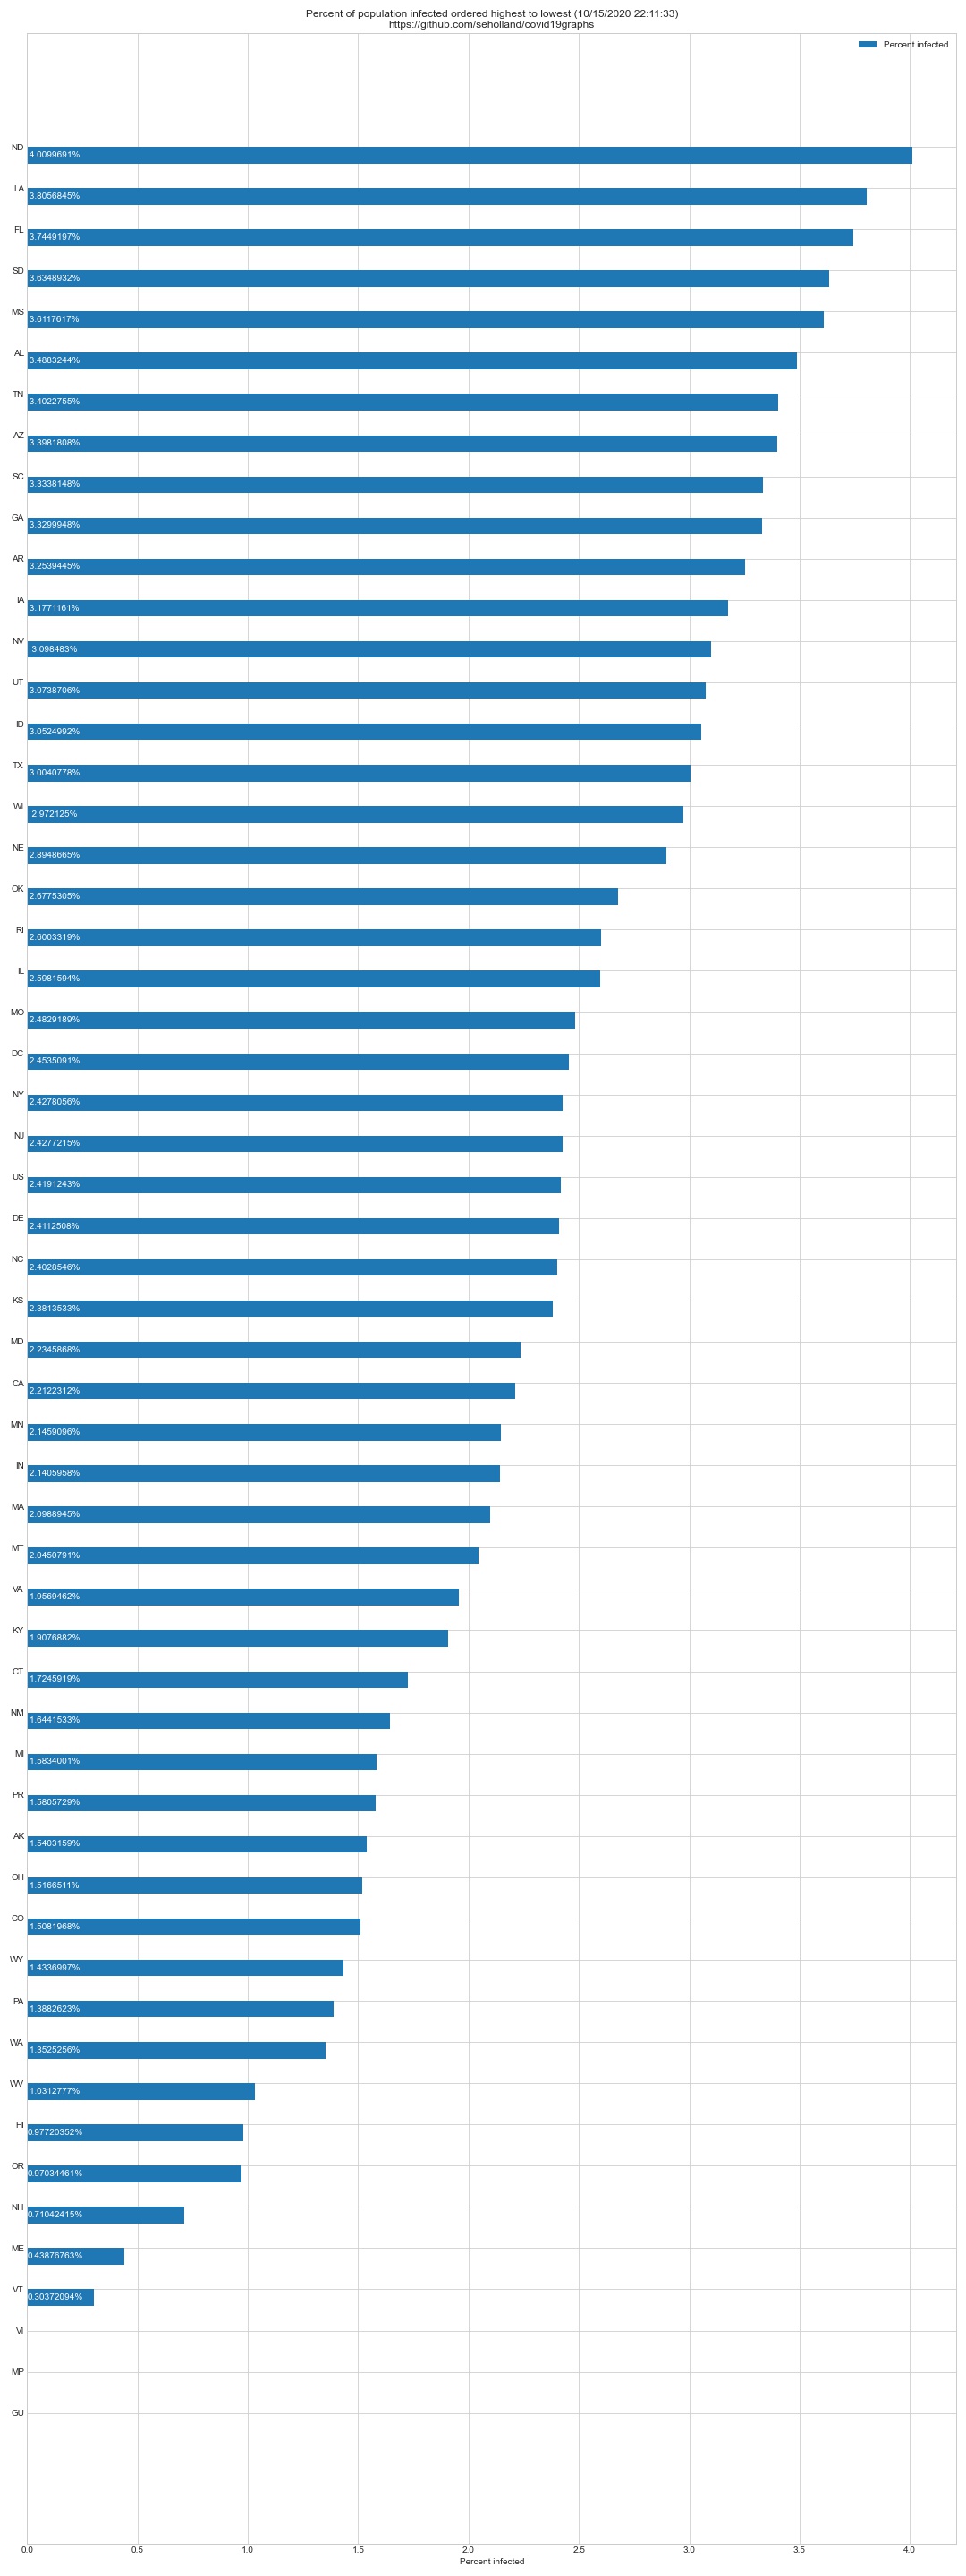 Percent of population infected ordered highest to lowest (10/15/2020 22:11:33)
https://github.com/seholland/covid19graphs
Percent infected
ND 4.0099691%
LA 3.8056845%
FL 3.7449197%
SD 3.6348932%
MS 3.6117617%
AL 3.4883244%
TN 3.4022755%
AZ 3.3981808%
SC 3.3338148%
GA 3.3299948%
AR 3.2539445%
IA 3.1771161%
NV 3.098483%
UT 3.0738706%
ID 3.0524992%
TX 3.0040778%
WI 2.972125%
NE 2.8948665%
OK 2.6775305%
RI 2.6003319%
IL 2.5981594%
MO 2.4829189%
DC 2.4535091%
NY 2.4278056%
NJ 2.4277215%
US 2.4191243%
DE 2.4112508%
NC 2.4028546%
KS 2.3813533%
MD 2.2345868%
CA 2.2122312%
MN 2.1459096%
IN 2.1405958%
MA 2.0988945%
MT 2.0450791%
VA 1.9569462%
KY 1.9076882%
CT 1.7245919%
NM 1.6441533%
MI 1.5834001%
PR 1.5805729%
AK 1.5403159%
OH 1.5166511%
CO 1.5081968%
WY 1.4336997%
PA 1.3882623%
WA 1.3525256%
WV 1.0312777%
HI 0.97720352%
OR 0.97034461%
NH 0.71042415%
ME 0.43876763%
VT 0.30372094%
VI
MP
GU
0.0 0.5 1.0 1.5 2.0 2.5 3.0 3.5 4.0
Percent infected